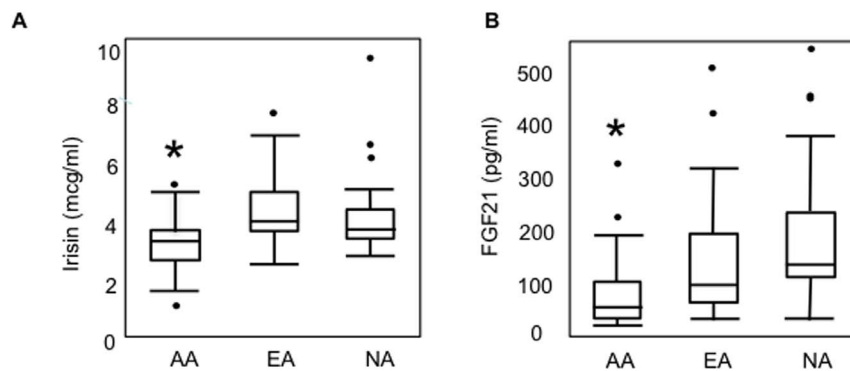 A
Irisin (mcg/ml)
10
8
6
4
2
0
*
AA
EA
NA
B
FGF21 (pg/ml)
500
400
300
200
100
0
*
AA
EA
NA